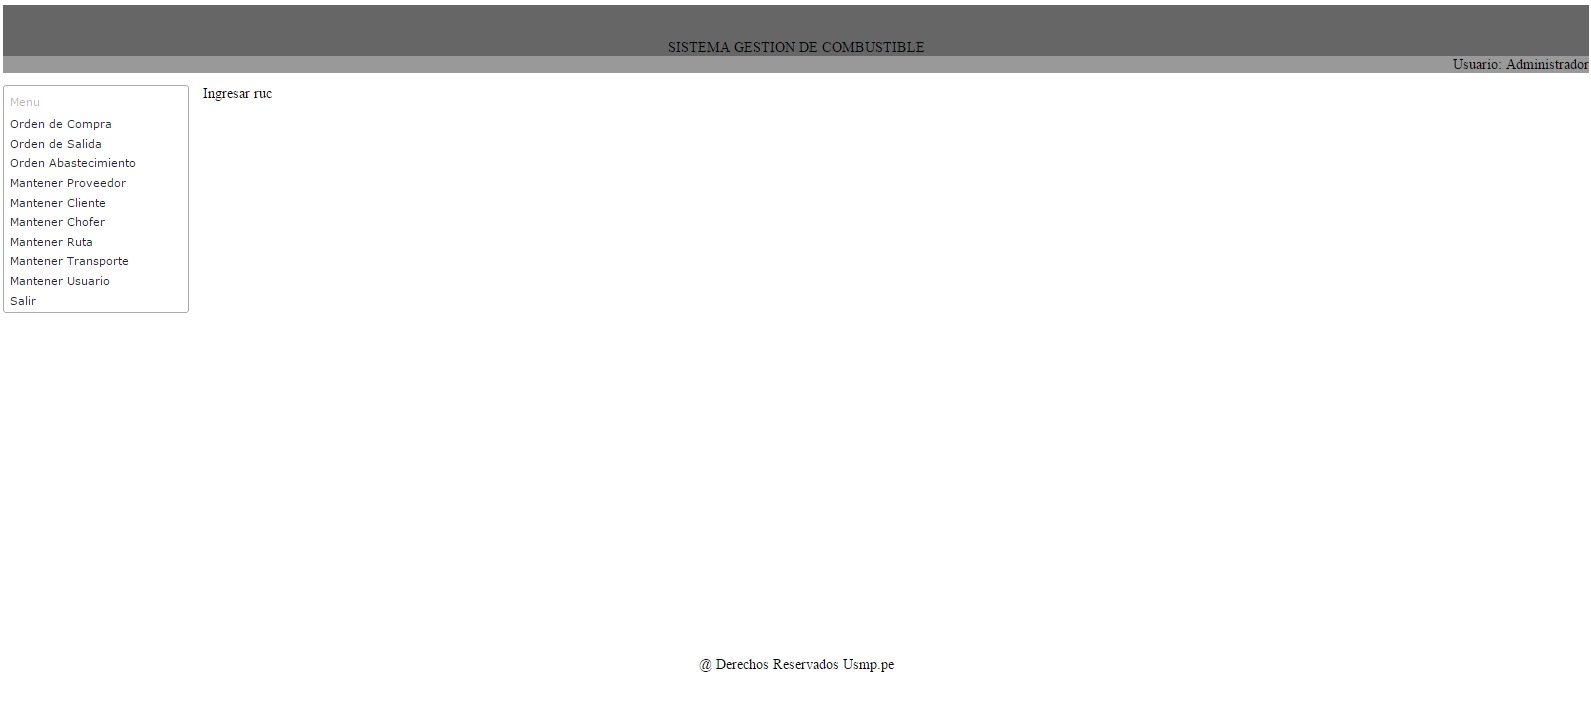 SISTEMA GESTION DE COMBUSTIBLE
Usuario: Administrador
Menu
Orden de Compra
Orden de Salida
Orden Abastecimiento
Mantener Proveedor
Mantener Cliente
Mantener Chofer
Mantener Ruta
Mantener Transporte
Mantener Usuario
Salir
Ingresar ruc
@ Derechos Reservados Usmp.pe